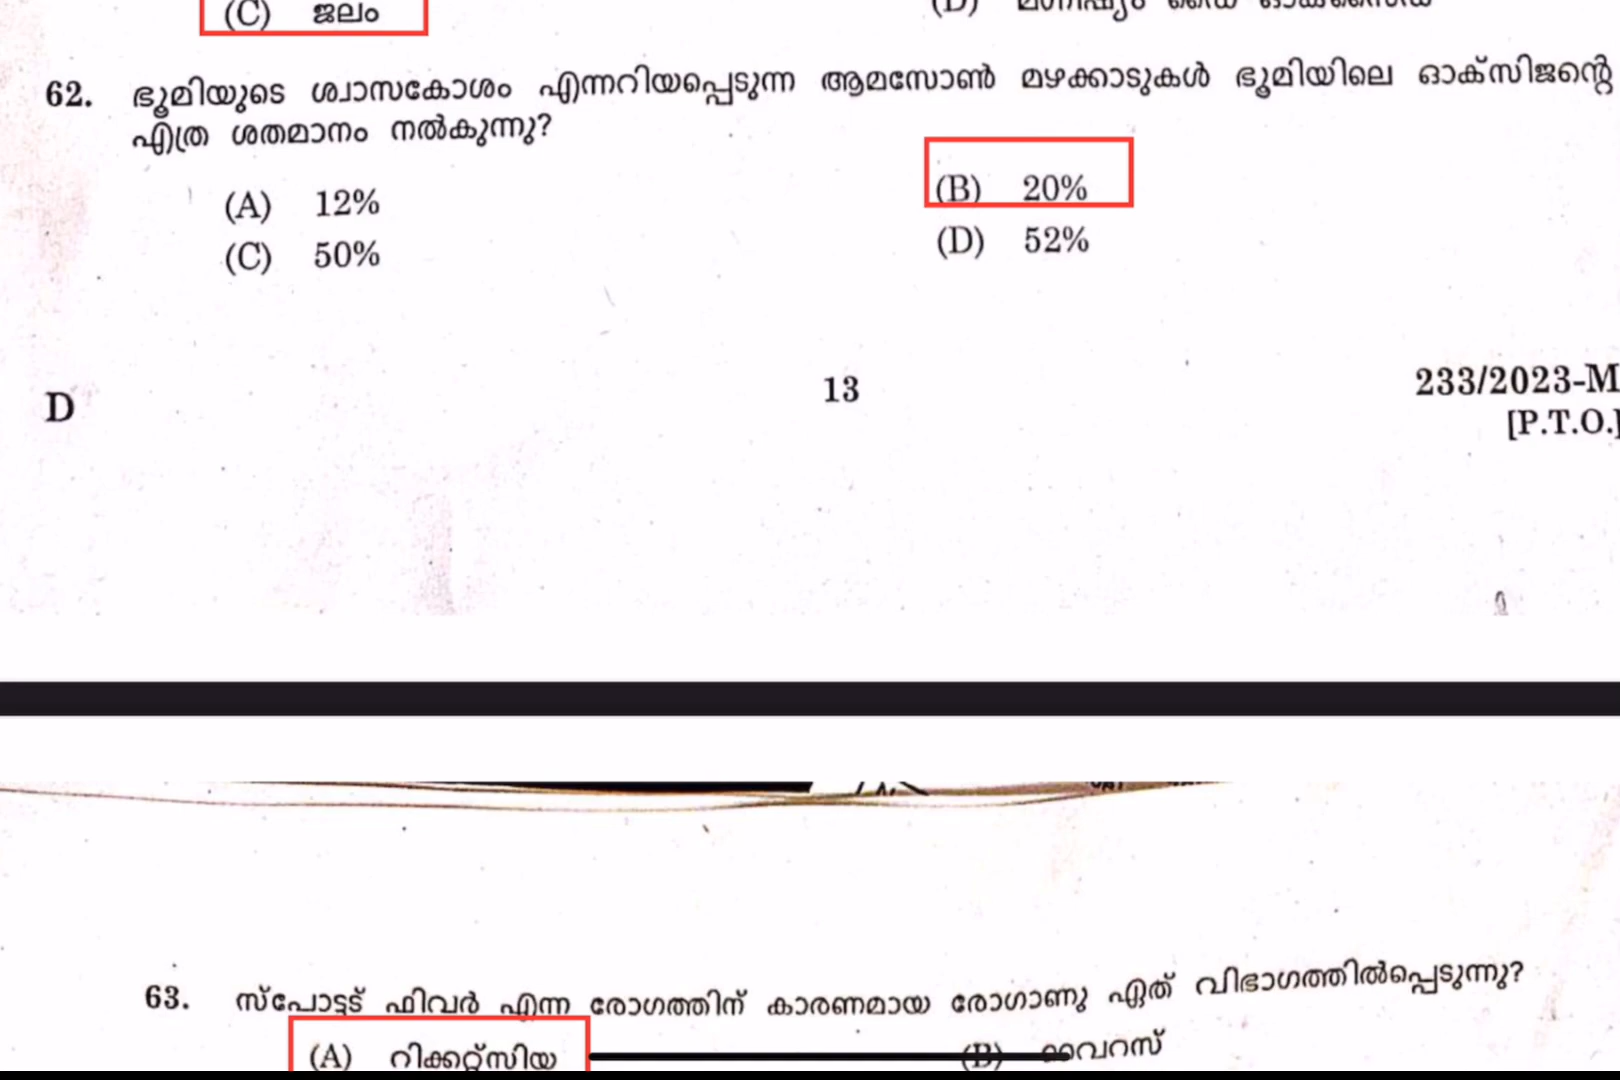 (C) ജലം (D)
62. ഭൂമിയുടെ ശ്വാസകോശം എന്നറിയപ്പെടുന്ന ആമസോൺ മഴക്കാടുകൾ ഭൂമിയിലെ ഓക്സിജന്റെ
എത്ര ശതമാനം നൽകുന്നു?
(A) 12% (B) 20%
(C) 50% (D) 52%
D 13 233/2023-M
[P.T.O.]
63. സ്പോട്ടട് ഫിവർ എന്ന രോഗത്തിന് കാരണമായ രോഗാണു ഏത് വിഭാഗത്തിൽപ്പെടുന്നു?
(A) റിക്കറ്റ്സിയ (B) വൈറസ്